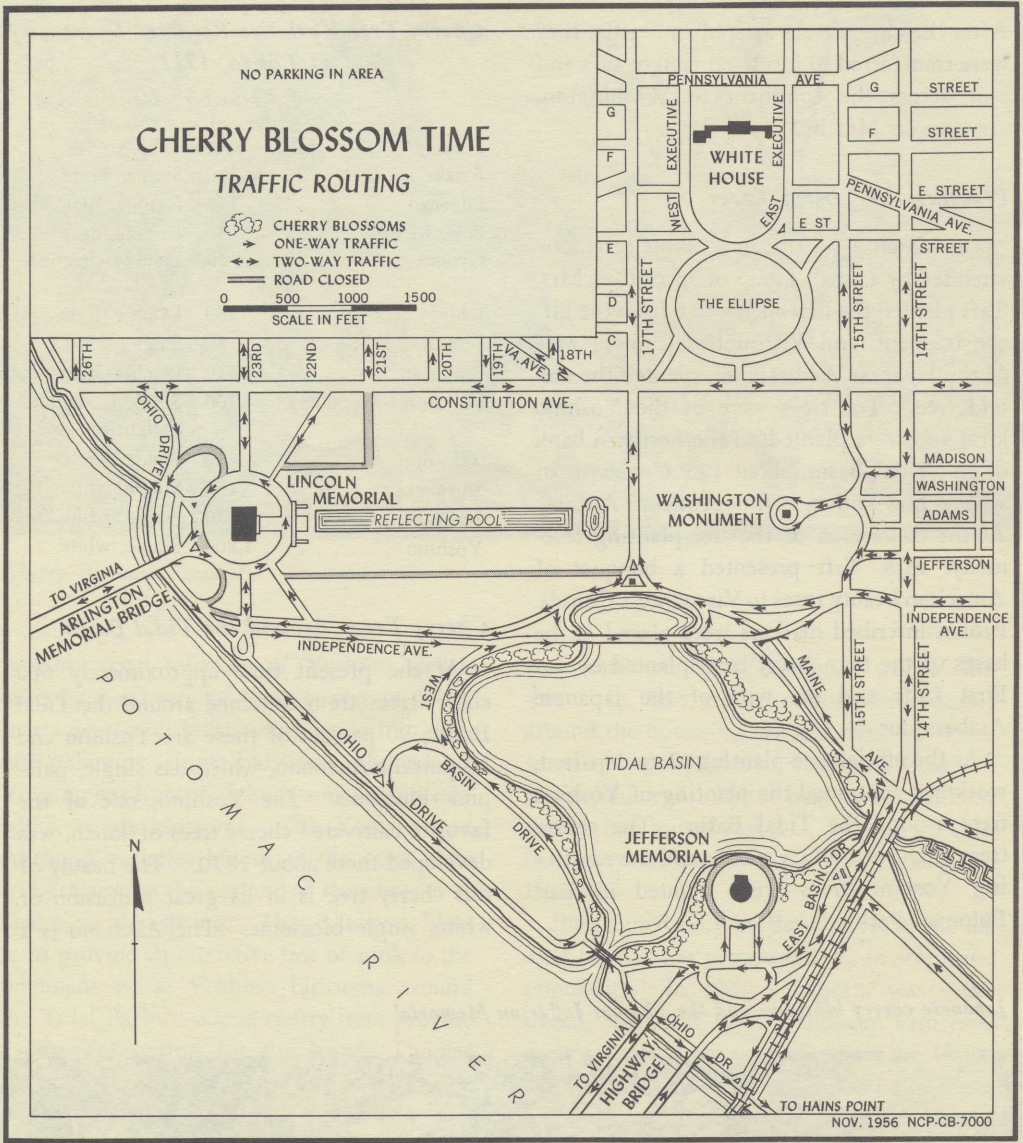 NO PARKING IN AREA
CHERRY BLOSSOM TIME
TRAFFIC ROUTING
CHERRY BLOSSOMS
ONE-WAY TRAFFIC
TWO-WAY TRAFFIC
ROAD CLOSED
0 500 1000 1500
SCALE IN FEET
PENNSYLVANIA AVE.
G
G STREET
F
F STREET
WEST EXECUTIVE
EAST EXECUTIVE
WHITE
HOUSE
E STREET
PENNSYLVANIA AVE.
E ST
E
STREET
D
C
THE ELLIPSE
17TH STREET
15TH STREET
14TH STREET
26TH
23RD
22ND
21ST
20TH
19TH
VA. AVE.
18TH
CONSTITUTION AVE.
OHIO DRIVE
LINCOLN
MEMORIAL
REFLECTING POOL
WASHINGTON
MONUMENT
MADISON
WASHINGTON
ADAMS
JEFFERSON
INDEPENDENCE
AVE.
TO VIRGINIA
ARLINGTON
MEMORIAL BRIDGE
INDEPENDENCE AVE.
MAINE AVE.
15TH STREET
14TH STREET
WEST BASIN DRIVE
TIDAL BASIN
OHIO DRIVE
JEFFERSON
MEMORIAL
EAST BASIN DR.
POTOMAC RIVER
N
TO VIRGINIA
HIGHWAY
BRIDGE
OHIO DR.
TO HAINS POINT
NOV. 1956 NCP-CB-7000